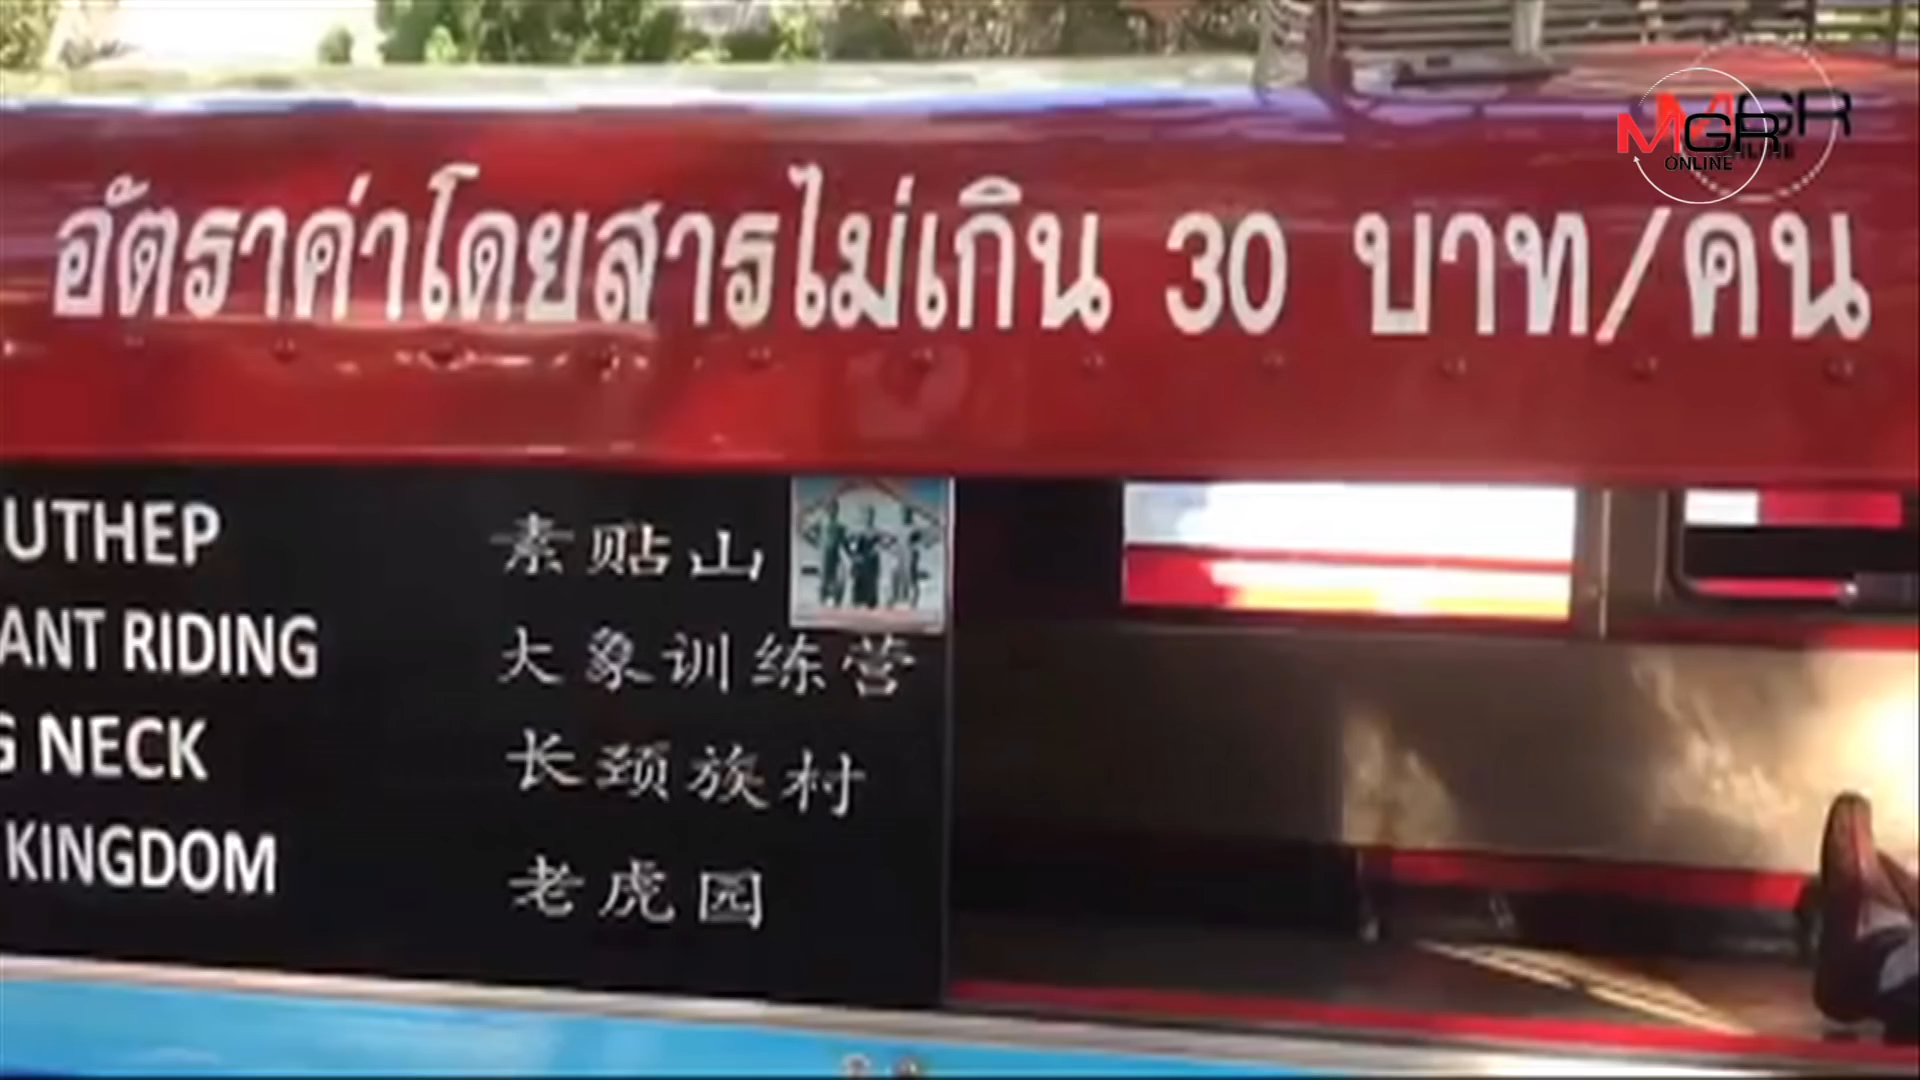 MGR
ONLINE
อัตราค่าโดยสารไม่เกิน 30 บาท/คน
UTHEP 素贴山
ANT RIDING 大象训练营
G NECK 长颈族村
KINGDOM 老虎园